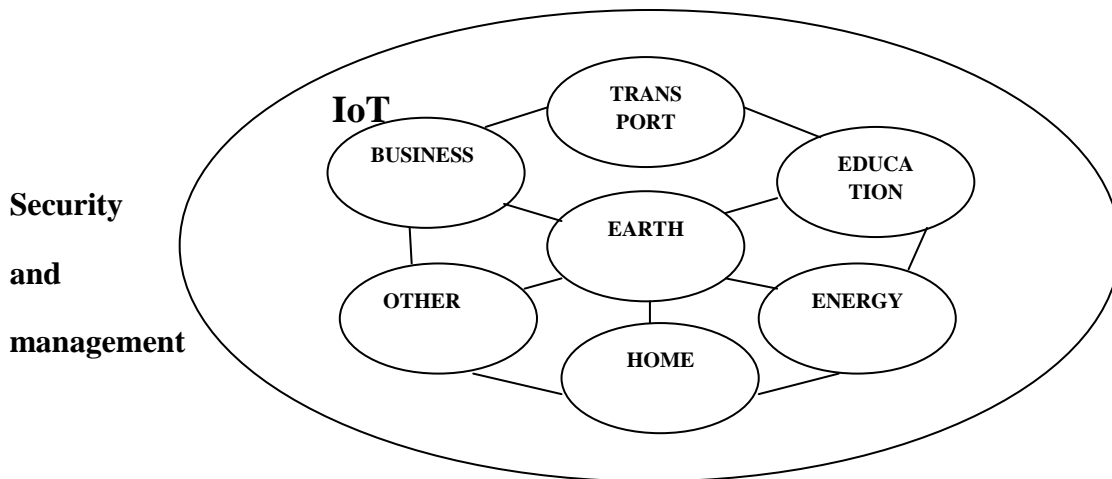 TRANS
PORT
IoT
BUSINESS
EDUCA
TION
Security
and
management
EARTH
OTHER
ENERGY
HOME